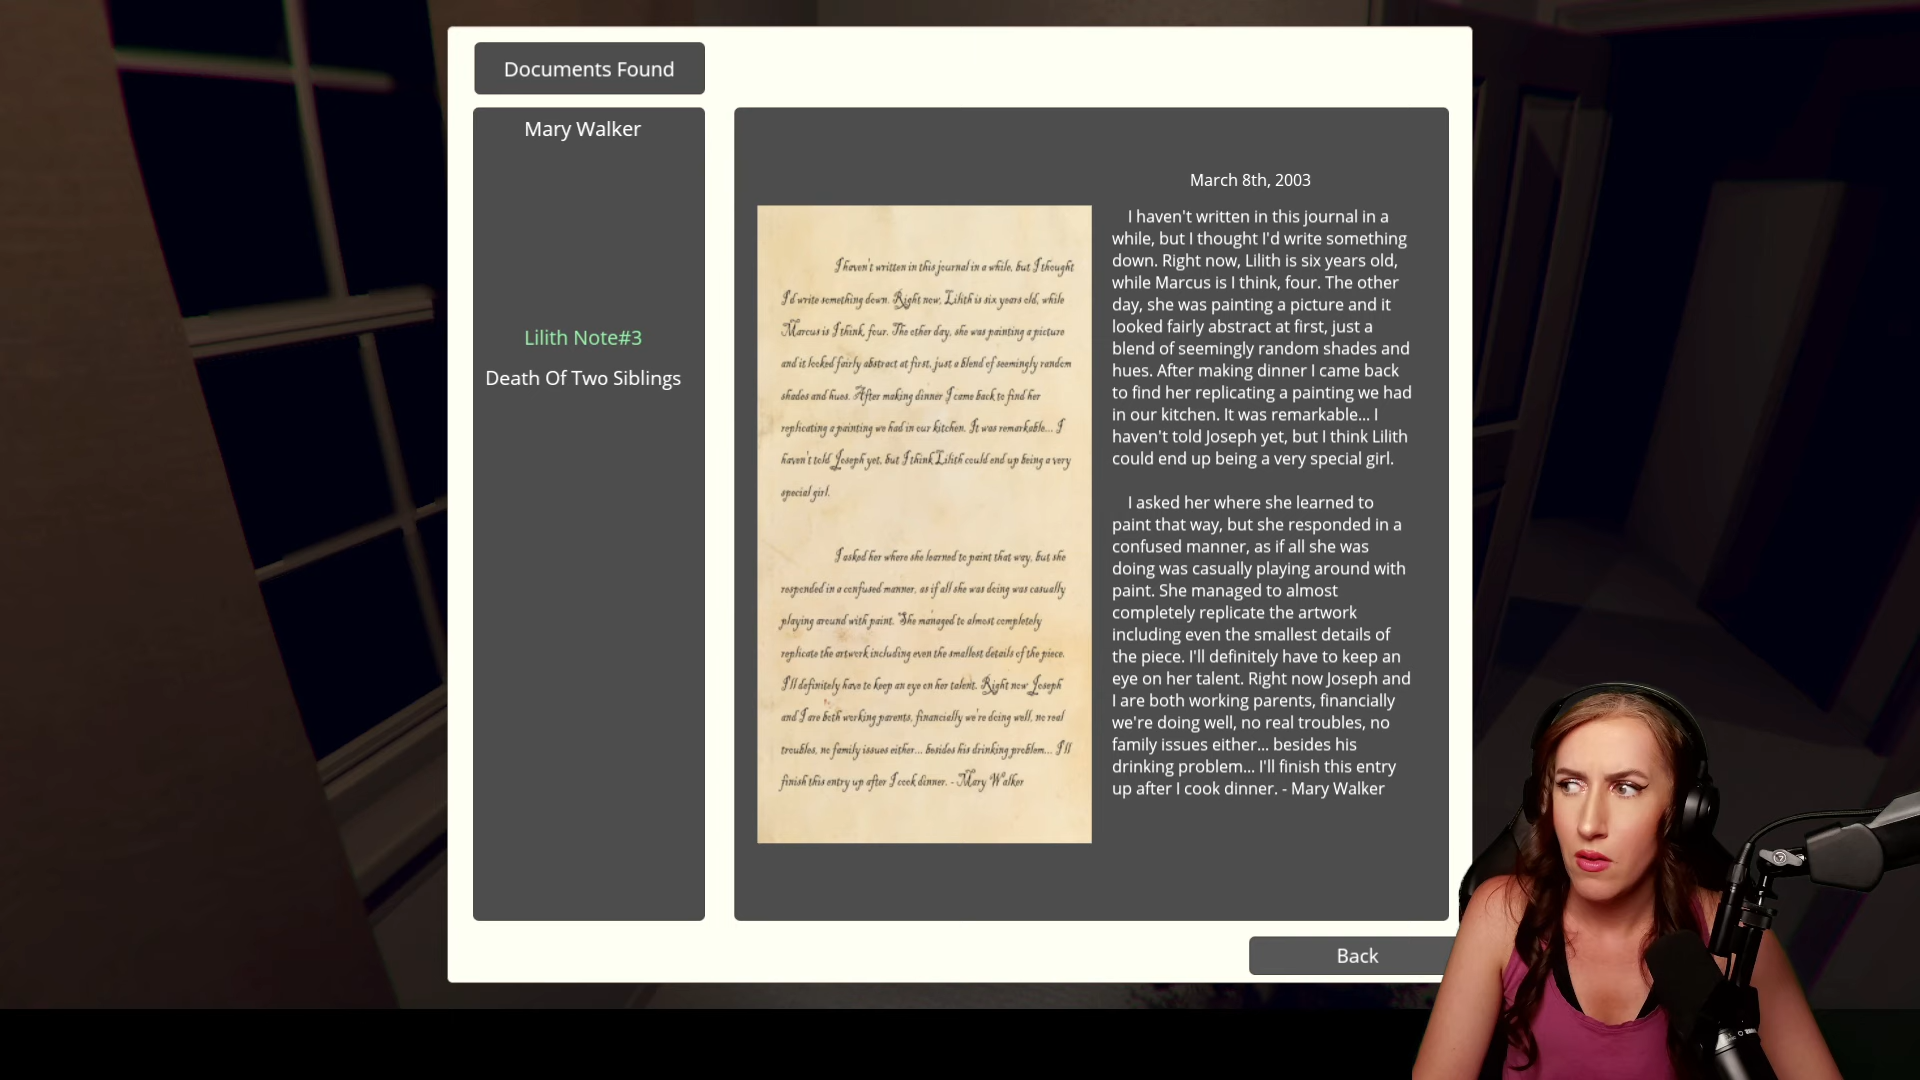 Documents Found
Mary Walker
Lilith Note#3
Death Of Two Siblings
I haven't written in this journal in a while, but I thought
I'd write something down. Right now, Lilith is six years old, while
Marcus is I think, four. The other day, she was painting a picture
and it looked fairly abstract at first, just a blend of seemingly random
shades and hues. After making dinner I came back to find her
replicating a painting we had in our kitchen. It was remarkable... I
haven't told Joseph yet, but I think Lilith could end up being a very
special girl.
I asked her where she learned to paint that way, but she
responded in a confused manner, as if all she was doing was casually
playing around with paint. She managed to almost completely
replicate the artwork including even the smallest details of the piece.
I'll definitely have to keep an eye on her talent. Right now Joseph
and I are both working parents, financially we're doing well, no real
troubles, no family issues either... besides his drinking problem... I'll
finish this entry up after I cook dinner. - Mary Walker
March 8th, 2003
I haven't written in this journal in a
while, but I thought I'd write something
down. Right now, Lilith is six years old,
while Marcus is I think, four. The other
day, she was painting a picture and it
looked fairly abstract at first, just a
blend of seemingly random shades and
hues. After making dinner I came back
to find her replicating a painting we had
in our kitchen. It was remarkable... I
haven't told Joseph yet, but I think Lilith
could end up being a very special girl.
I asked her where she learned to
paint that way, but she responded in a
confused manner, as if all she was
doing was casually playing around with
paint. She managed to almost
completely replicate the artwork
including even the smallest details of
the piece. I'll definitely have to keep an
eye on her talent. Right now Joseph and
I are both working parents, financially
we're doing well, no real troubles, no
family issues either... besides his
drinking problem... I'll finish this entry
up after I cook dinner. - Mary Walker
Back